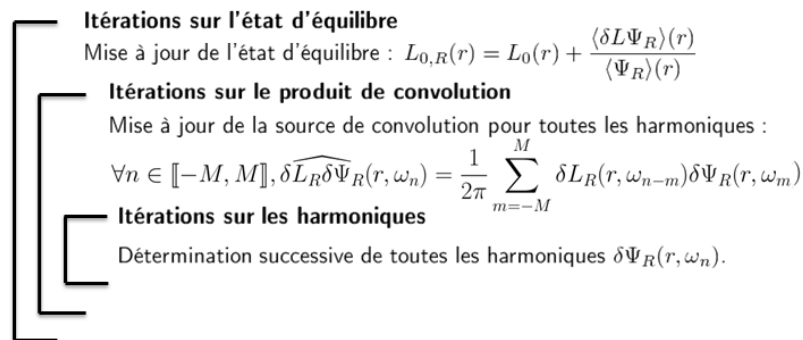 Itérations sur l'état d'équilibre
Mise à jour de l'état d'équilibre : $L_{0,R}(r) = L_0(r) + \frac{\langle \delta L \Psi_R \rangle (r)}{\langle \Psi_R \rangle (r)}$
Itérations sur le produit de convolution
Mise à jour de la source de convolution pour toutes les harmoniques :
$\forall n \in [\![-M, M]\!], \delta \widehat{L_R \delta \Psi}_R(r, \omega_n) = \frac{1}{2\pi} \sum_{m=-M}^{M} \delta L_R(r, \omega_{n-m}) \delta \Psi_R(r, \omega_m)$
Itérations sur les harmoniques
Détermination successive de toutes les harmoniques $\delta \Psi_R(r, \omega_n)$.